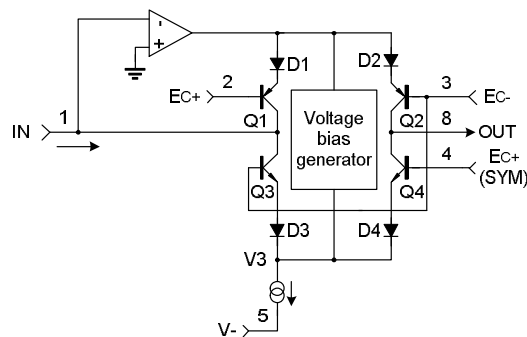 -
+
D1
D2
2
EC+
3
EC-
1
IN
Q1
Voltage
bias
generator
Q2
8
OUT
4
EC+
(SYM)
Q3
Q4
D3
D4
V3
5
V-